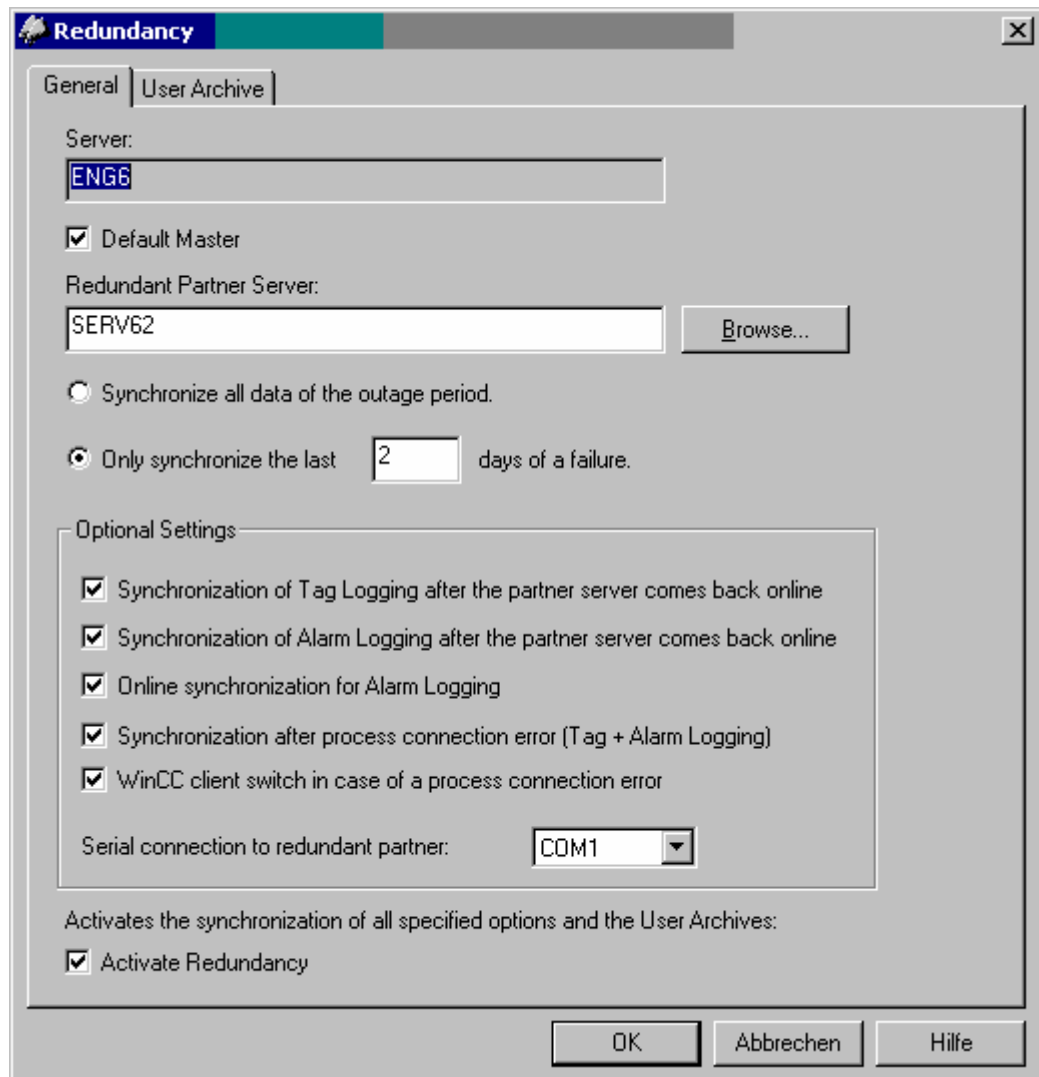 Redundancy
General
User Archive
Server:
ENG6
Default Master
Redundant Partner Server:
SERV62
Browse...
Synchronize all data of the outage period.
Only synchronize the last 2 days of a failure.
Optional Settings
Synchronization of Tag Logging after the partner server comes back online
Synchronization of Alarm Logging after the partner server comes back online
Online synchronization for Alarm Logging
Synchronization after process connection error (Tag + Alarm Logging)
WinCC client switch in case of a process connection error
Serial connection to redundant partner: COM1
Activates the synchronization of all specified options and the User Archives:
Activate Redundancy
OK
Abbrechen
Hilfe